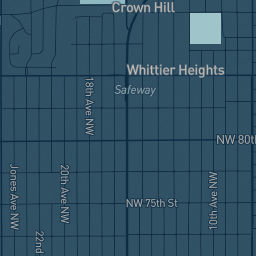 Crown Hill
Whittier Heights
Safeway
18th Ave NW
NW 80th
Jones Ave NW
20th Ave NW
10th Ave NW
NW 75th St
22nd